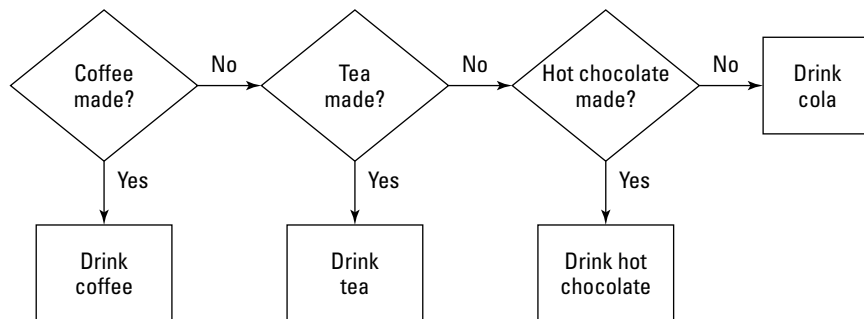 Coffee
made?
No
Tea
made?
No
Hot chocolate
made?
No
Drink
cola
Yes
Yes
Yes
Drink
coffee
Drink
tea
Drink hot
chocolate